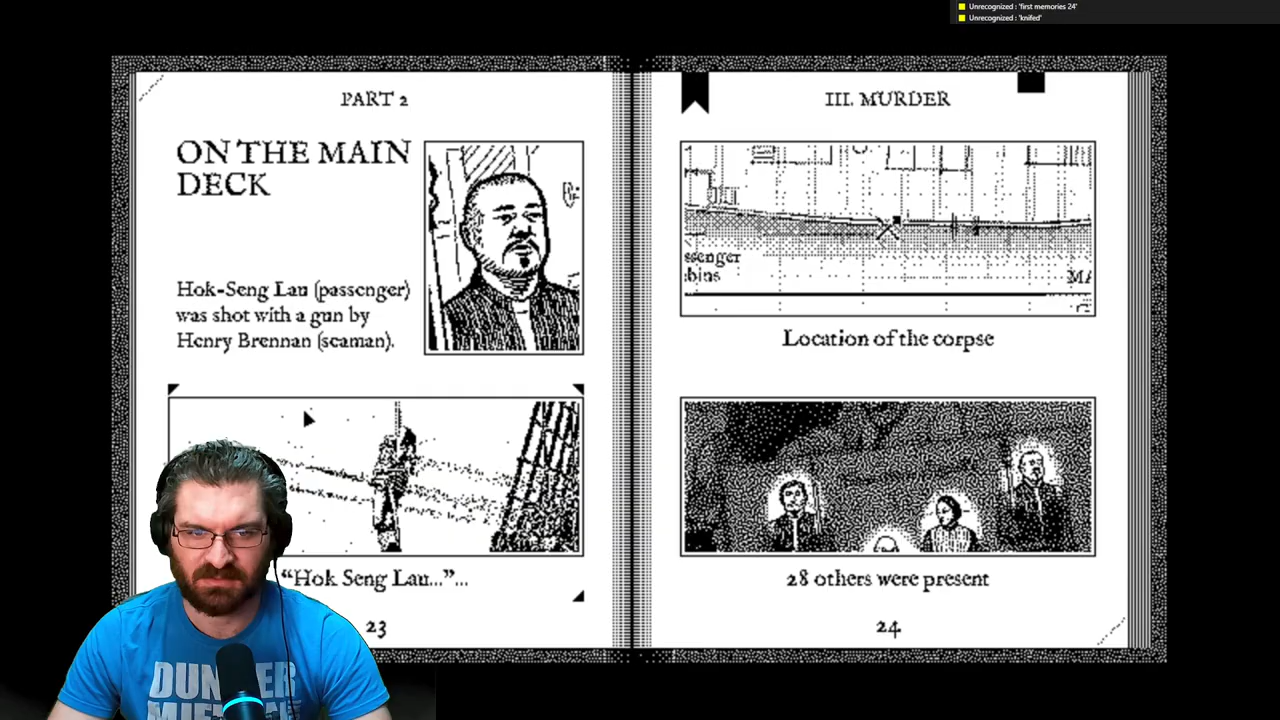 Unrecognized : 'first memories 24'
Unrecognized : 'knifed'
PART 2
ON THE MAIN
DECK
Hok-Seng Lau (passenger)
was shot with a gun by
Henry Brennan (seaman).
"Hok Seng Lau..."...
23
III. MURDER
Location of the corpse
28 others were present
24